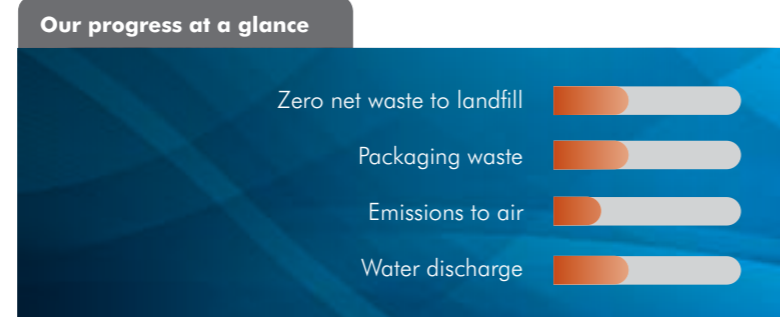 Our progress at a glance
Zero net waste to landfill
Packaging waste
Emissions to air
Water discharge